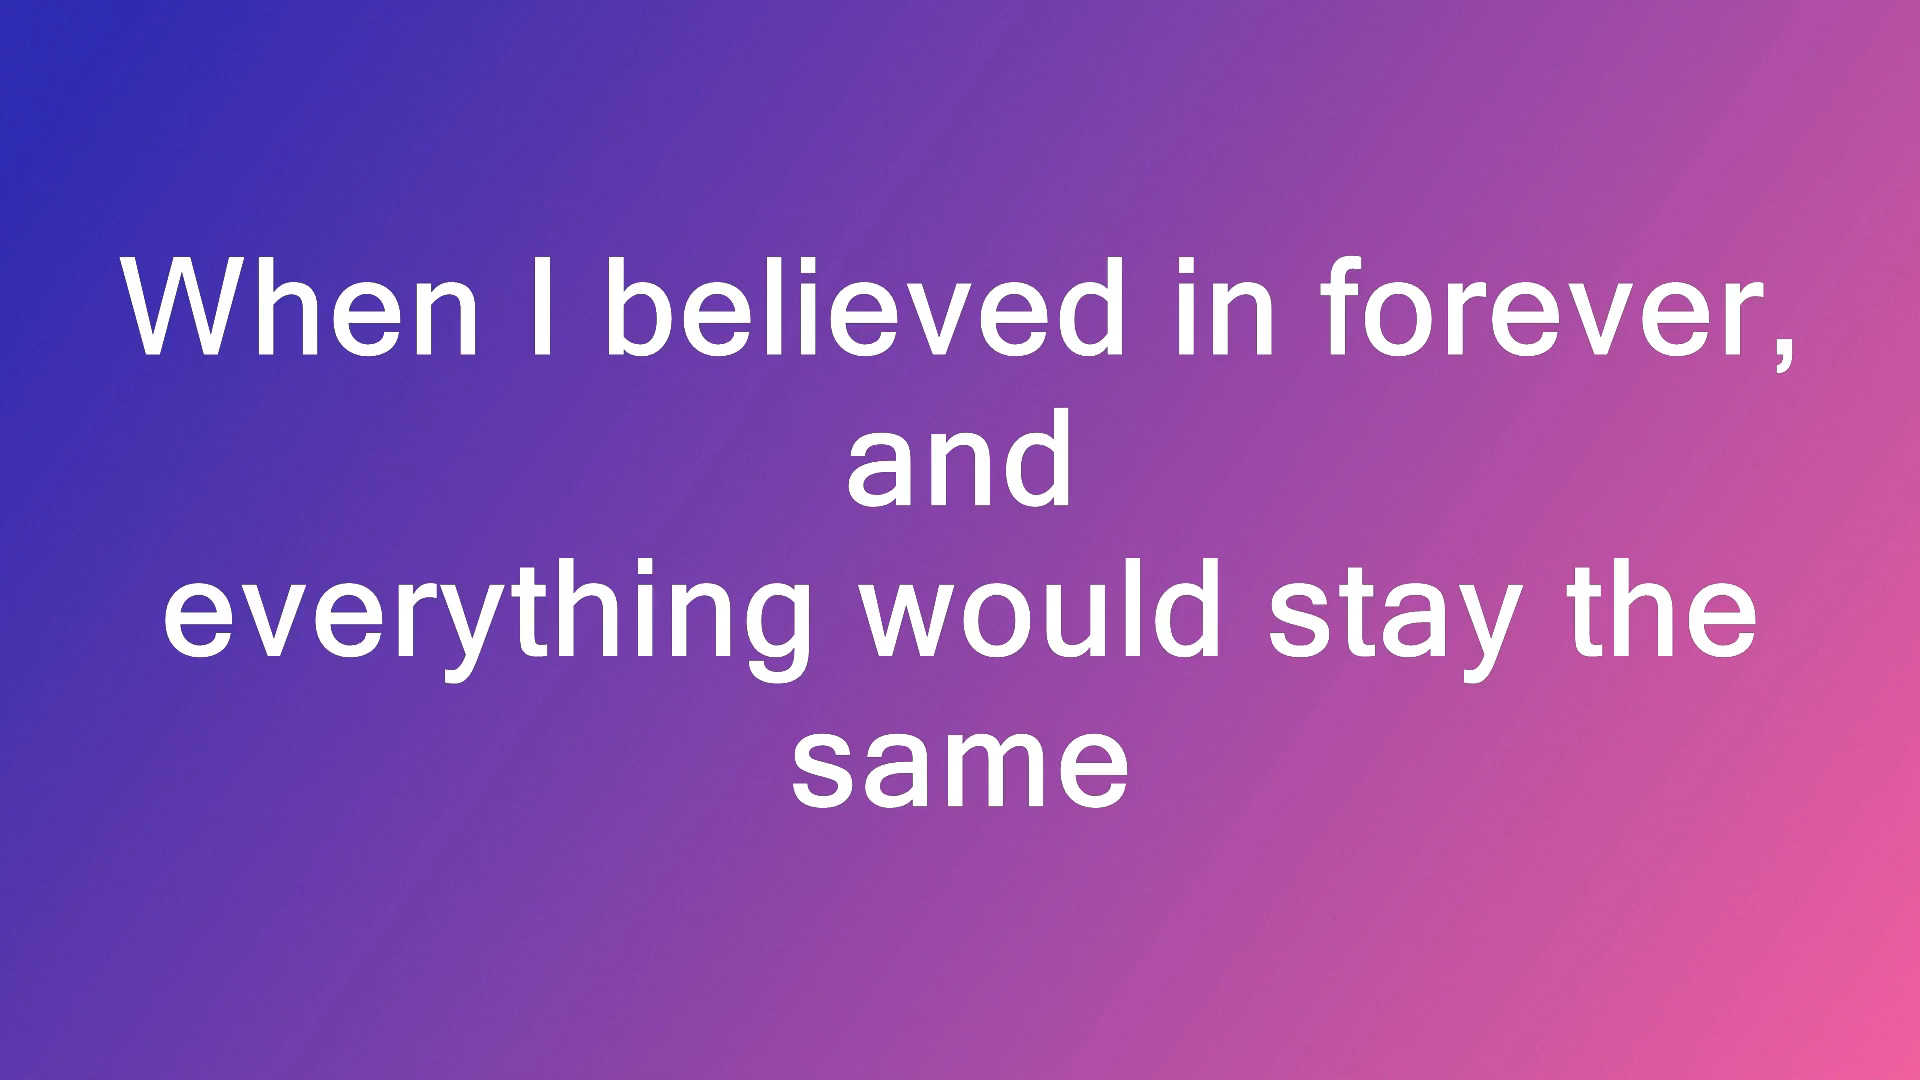 When I believed in forever,
and
everything would stay the
same